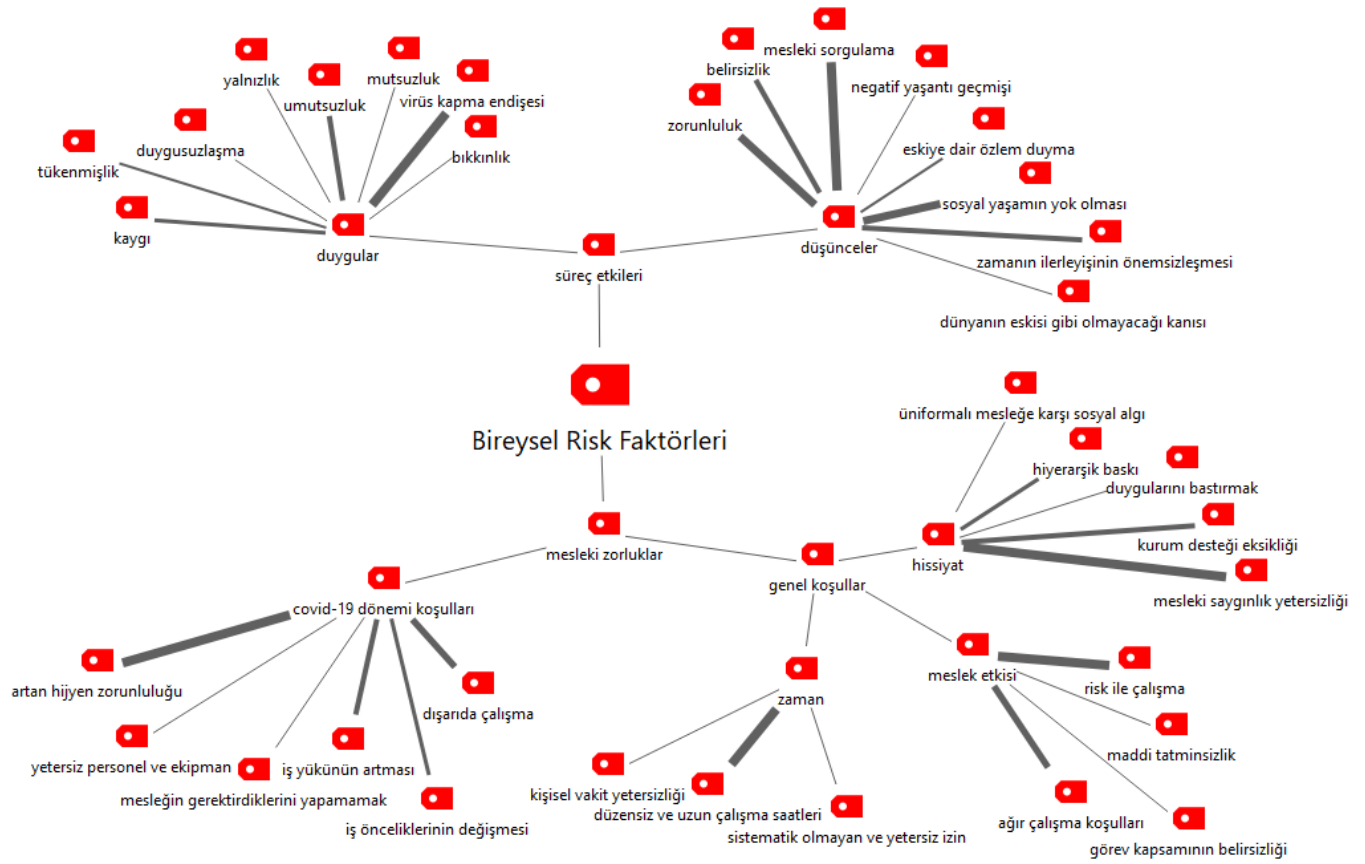 yalnızlık
mutsuzluk
umutsuzluk
virüs kapma endişesi
duygusuzlaşma
bıkkınlık
tükenmişlik
kaygı
duygular
süreç etkileri
mesleki sorgulama
belirsizlik
negatif yaşantı geçmişi
zorunluluk
eskiye dair özlem duyma
sosyal yaşamın yok olması
düşünceler
zamanın ilerleyişinin önemsizleşmesi
dünyanın eskisi gibi olmayacağı kanısı
Bireysel Risk Faktörleri
üniformalı mesleğe karşı sosyal algı
hiyerarşik baskı
duygularını bastırmak
kurum desteği eksikliği
hissiyat
mesleki saygınlık yetersizliği
mesleki zorluklar
genel koşullar
covid-19 dönemi koşulları
artan hijyen zorunluluğu
dışarıda çalışma
yetersiz personel ve ekipman
iş yükünün artması
mesleğin gerektirdiklerini yapamamak
iş önceliklerinin değişmesi
zaman
kişisel vakit yetersizliği
düzensiz ve uzun çalışma saatleri
sistematik olmayan ve yetersiz izin
meslek etkisi
risk ile çalışma
maddi tatminsizlik
ağır çalışma koşulları
görev kapsamının belirsizliği